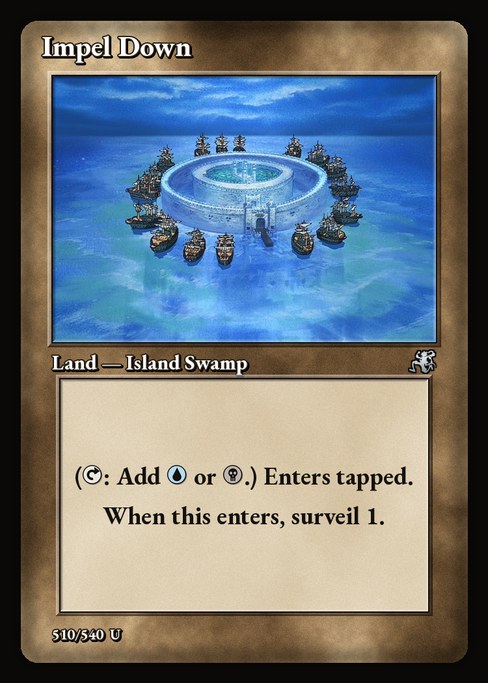 Impel Down
Land — Island Swamp
(: Add or .) Enters tapped.
When this enters, surveil 1.
510/540 U